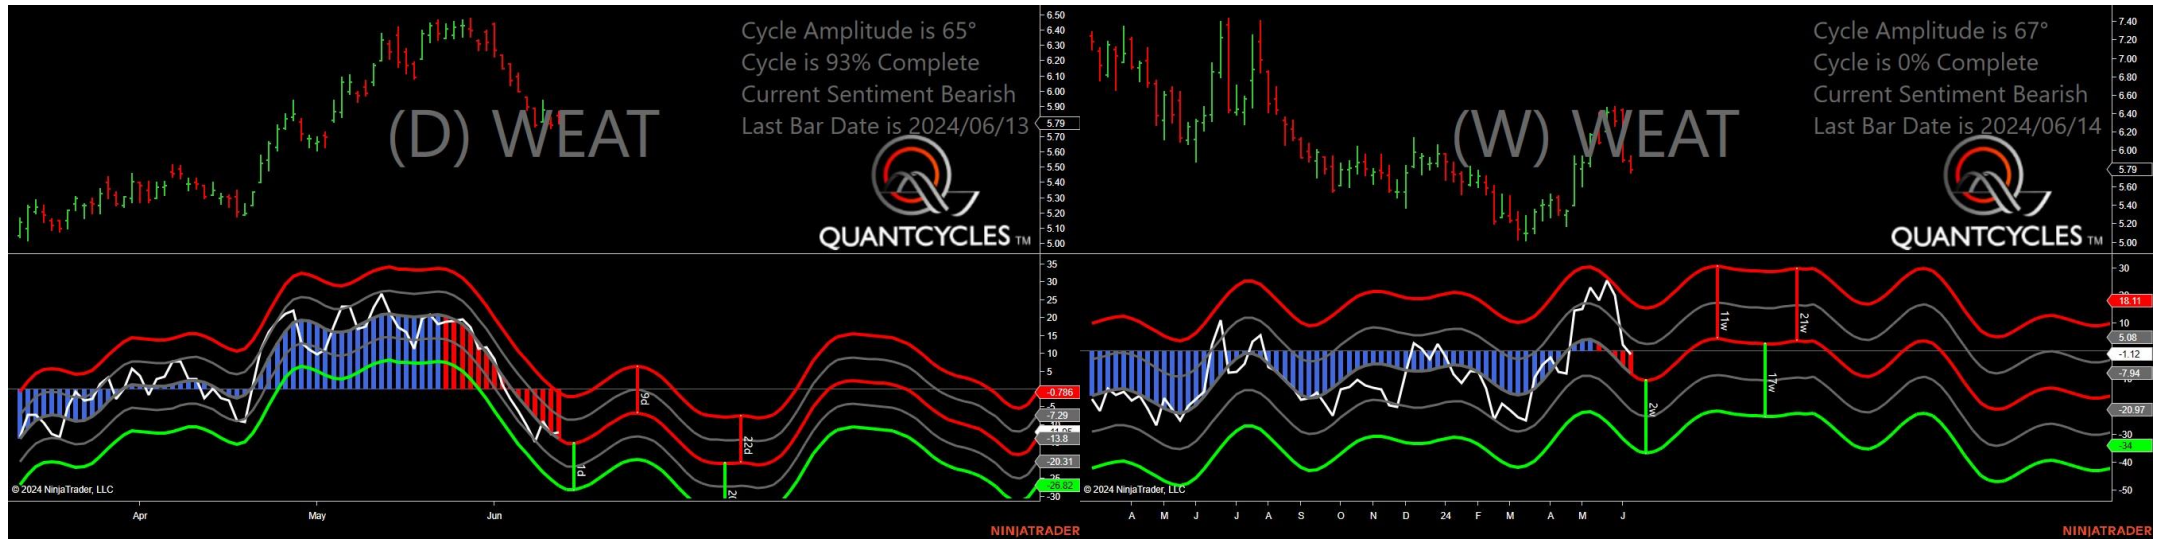 Cycle Amplitude is 65°
Cycle is 93% Complete
Current Sentiment Bearish
Last Bar Date is 2024/06/13
(D) WEAT
QUANTCYCLES TM
6.50
6.40
6.30
6.20
6.10
6.00
5.90
5.79
5.70
5.60
5.50
5.40
5.30
5.20
5.10
5.00
35
30
25
20
15
10
5
-0.786
-5
-7.29
-13.8
-20.31
-26.82
-30
9d
22d
1d
© 2024 NinjaTrader, LLC
Apr May Jun
NINJATRADER
Cycle Amplitude is 67°
Cycle is 0% Complete
Current Sentiment Bearish
Last Bar Date is 2024/06/14
(W) WEAT
QUANTCYCLES TM
7.40
7.20
7.00
6.80
6.60
6.40
6.20
6.00
5.79
5.60
5.40
5.20
5.00
30
18.11
10
5.08
-1.12
-7.94
-20.97
-30
-34
-40
-50
11w
21w
17w
2w
© 2024 NinjaTrader, LLC
A M J J A S O N D 24 F M A M J
NINJATRADER